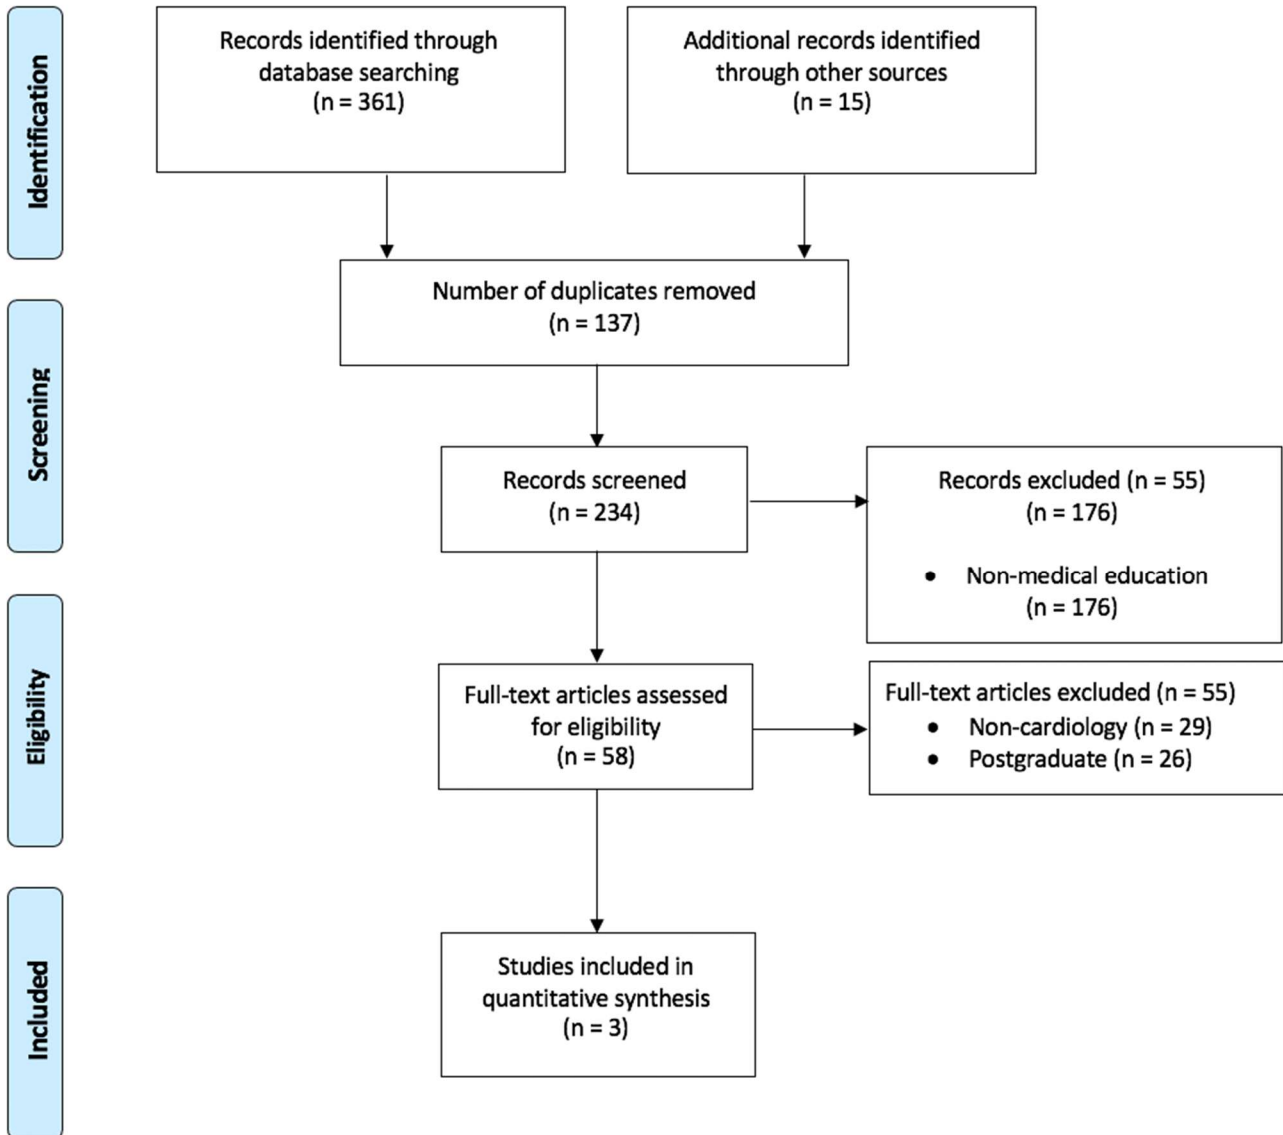 Identification
Records identified through
database searching
(n = 361)
Additional records identified
through other sources
(n = 15)
Number of duplicates removed
(n = 137)
Screening
Records screened
(n = 234)
Records excluded (n = 55)
(n = 176)
• Non-medical education
(n = 176)
Eligibility
Full-text articles assessed
for eligibility
(n = 58)
Full-text articles excluded (n = 55)
• Non-cardiology (n = 29)
• Postgraduate (n = 26)
Included
Studies included in
quantitative synthesis
(n = 3)